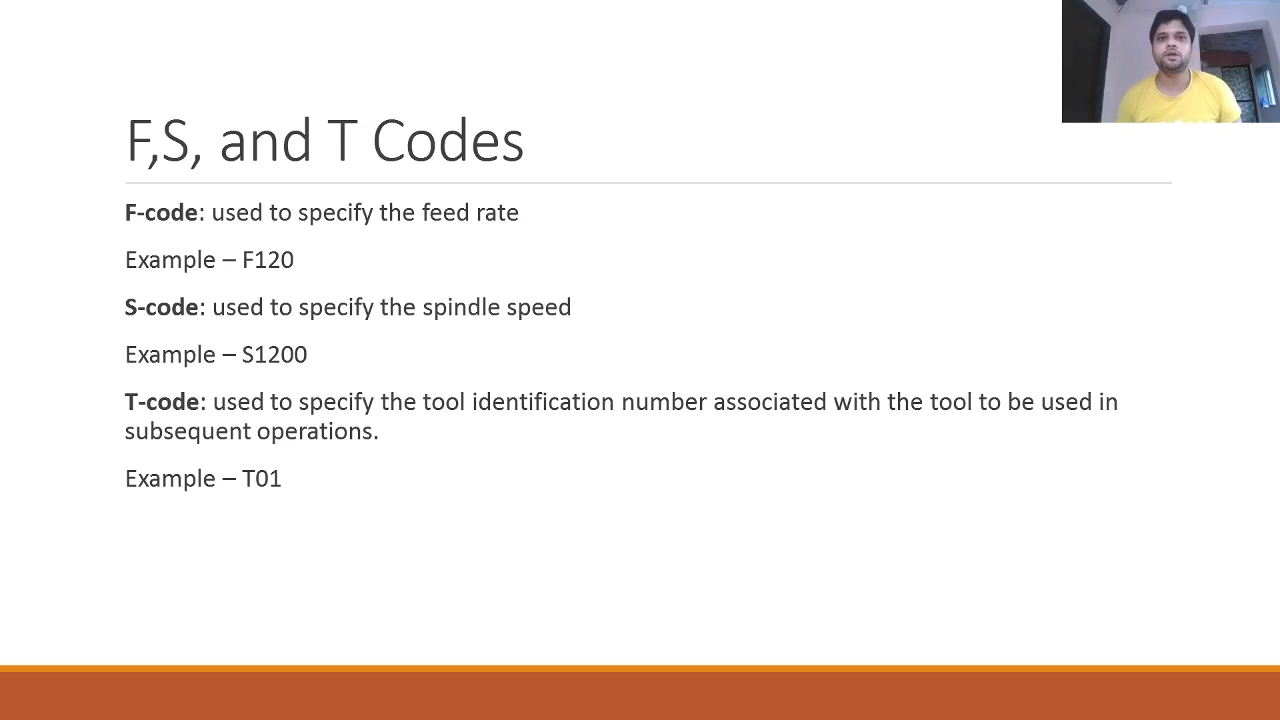 F,S, and T Codes
F-code: used to specify the feed rate
Example – F120
S-code: used to specify the spindle speed
Example – S1200
T-code: used to specify the tool identification number associated with the tool to be used in
subsequent operations.
Example – T01